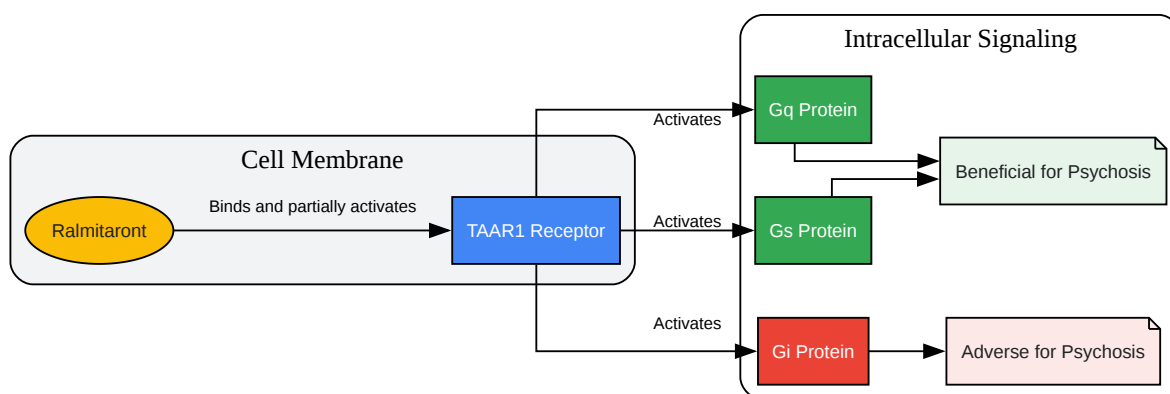 Intracellular Signaling
Gq Protein
Activates
Cell Membrane
Beneficial for Psychosis
Binds and partially activates
Ralmitaront
TAAR1 Receptor
Activates
Gs Protein
Activates
Gi Protein
Adverse for Psychosis